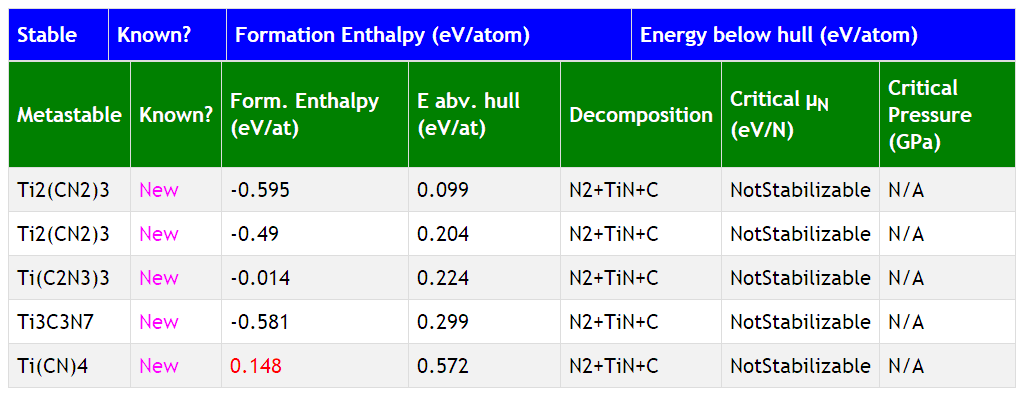 Stable Known? Formation Enthalpy (eV/atom) Energy below hull (eV/atom)
Metastable Known? Form. Enthalpy (eV/at) E abv. hull (eV/at) Decomposition Critical μN (eV/N) Critical Pressure (GPa)
Ti2(CN2)3 New -0.595 0.099 N2+TiN+C NotStabilizable N/A
Ti2(CN2)3 New -0.49 0.204 N2+TiN+C NotStabilizable N/A
Ti(C2N3)3 New -0.014 0.224 N2+TiN+C NotStabilizable N/A
Ti3C3N7 New -0.581 0.299 N2+TiN+C NotStabilizable N/A
Ti(CN)4 New 0.148 0.572 N2+TiN+C NotStabilizable N/A